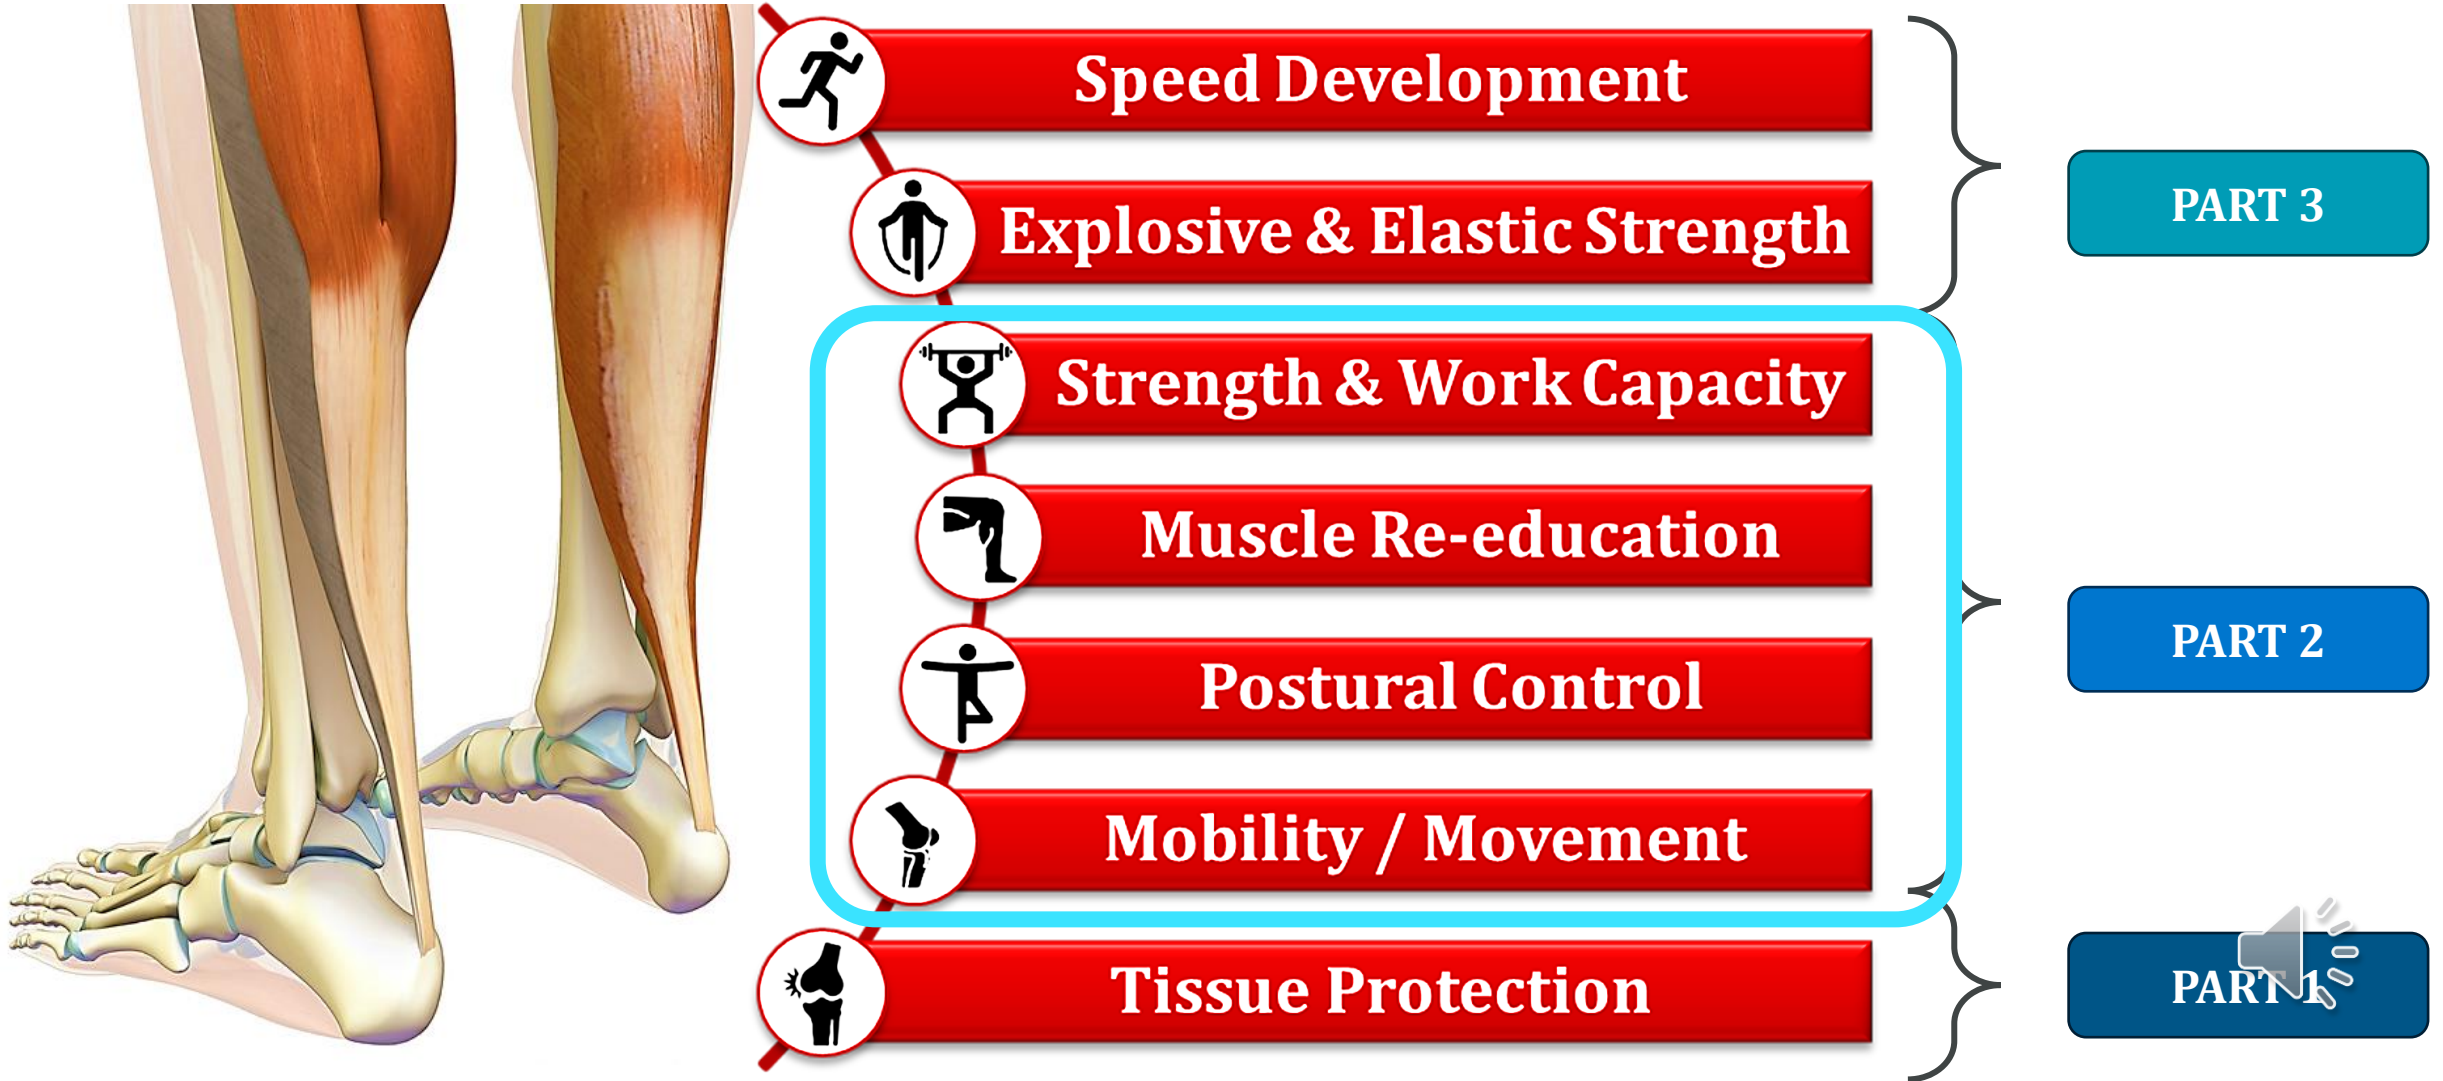 Speed Development
Explosive & Elastic Strength
PART 3
Strength & Work Capacity
Muscle Re-education
PART 2
Postural Control
Mobility / Movement
Tissue Protection
PART 1